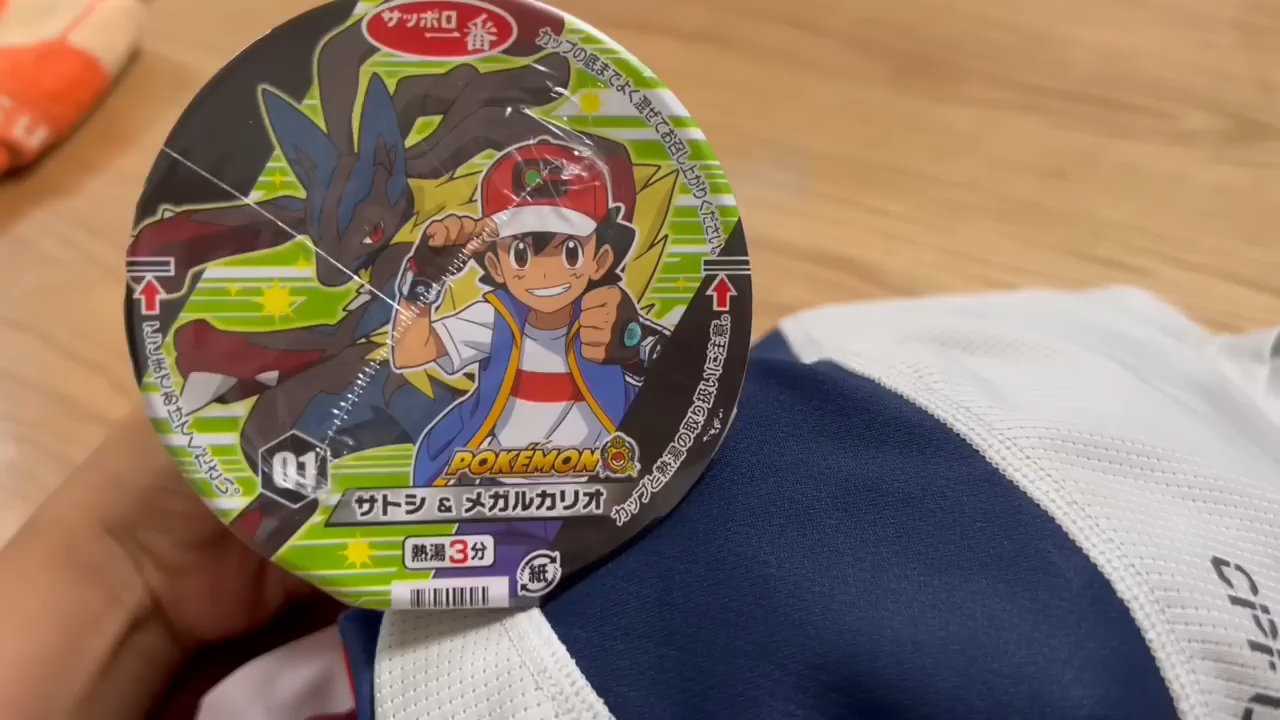 サッポロ
一番
カップの底までよく混ぜてお召し上がりください。
ここまであけてください。
カップと熱湯の取り扱いに注意。
01
POKÉMON
サトシ & メガルカリオ
熱湯3分
紙